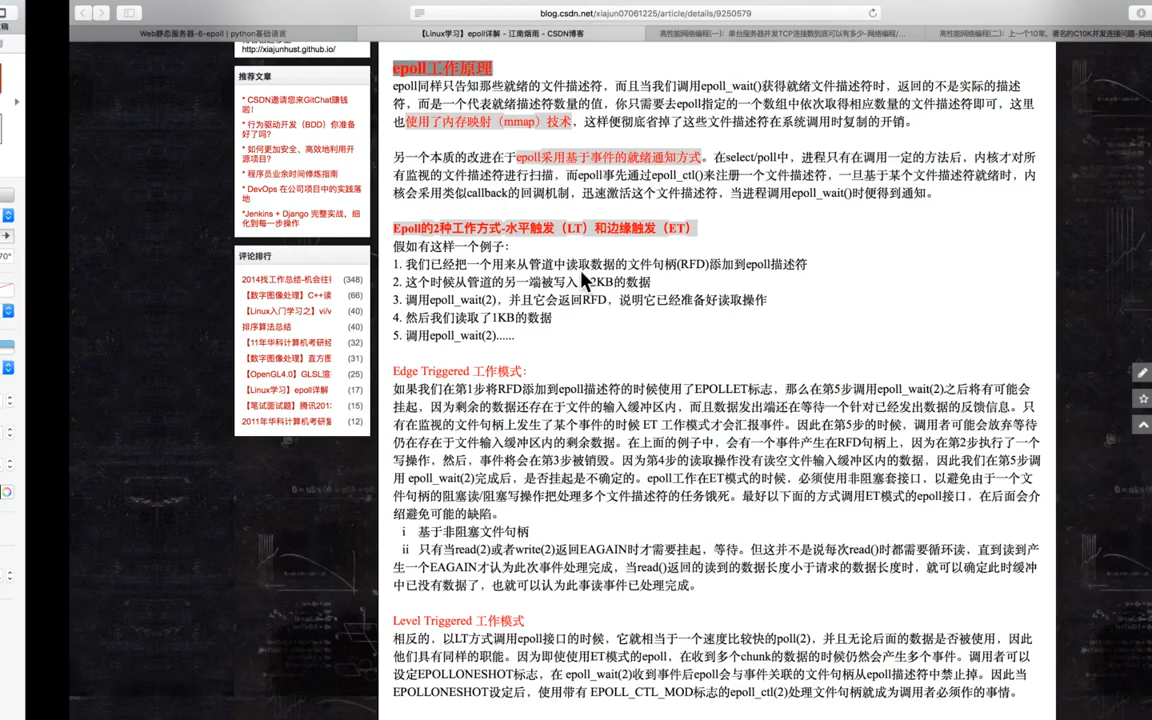 blog.csdn.net/xiajun07061225/article/details/9250579
Web静态服务器-6-epoll | python基础语言
【Linux学习】epoll详解 - 江南烟雨 - CSDN博客
高性能网络编程(一): 单台服务器并发TCP连接数到底可以有多少-网络编程/...
高性能网络编程(二): 上一个10年, 著名的C10K并发连接问题-网
http://xiajunhust.github.io/
推荐文章
* CSDN邀请您来GitChat赚钱
啦!
* 行为驱动开发（BDD）你准备
好了吗?
* 如何更加安全、高效地利用开
源项目?
* 程序员业余时间修炼指南
* DevOps 在公司项目中的实践落
地
*Jenkins + Django 完整实战，细
化到每一步操作
评论排行
2014找工作总结-机会往往 (348)
【数字图像处理】C++读 (66)
【Linux入门学习之】vi/v (40)
排序算法总结 (40)
【11年华科计算机考研经 (32)
【数字图像处理】直方图 (31)
【OpenGL4.0】GLSL渲 (25)
【Linux学习】epoll详解 (17)
【笔试面试题】腾讯201 (15)
2011年华科计算机考研复 (12)
epoll工作原理
epoll同样只告知那些就绪的文件描述符，而且当我们调用epoll_wait()获得就绪文件描述符时，返回的不是实际的描述
符，而是一个代表就绪描述符数量的值，你只需要去epoll指定的一个数组中依次取得相应数量的文件描述符即可，这里
也使用了内存映射（mmap）技术，这样便彻底省掉了这些文件描述符在系统调用时复制的开销。
另一个本质的改进在于epoll采用基于事件的就绪通知方式。在select/poll中，进程只有在调用一定的方法后，内核才对所
有监视的文件描述符进行扫描，而epoll事先通过epoll_ctl()来注册一个文件描述符，一旦基于某个文件描述符就绪时，内
核会采用类似callback的回调机制，迅速激活这个文件描述符，当进程调用epoll_wait()时便得到通知。
Epoll的2种工作方式-水平触发（LT）和边缘触发（ET）
假如有这样一个例子：
1. 我们已经把一个用来从管道中读取数据的文件句柄(RFD)添加到epoll描述符
2. 这个时候从管道的另一端被写入2KB的数据
3. 调用epoll_wait(2)，并且它会返回RFD，说明它已经准备好读取操作
4. 然后我们读取了1KB的数据
5. 调用epoll_wait(2)......
Edge Triggered 工作模式：
如果我们在第1步将RFD添加到epoll描述符的时候使用了EPOLLET标志，那么在第5步调用epoll_wait(2)之后将有可能会
挂起，因为剩余的数据还存在于文件的输入缓冲区内，而且数据发出端还在等待一个针对已经发出数据的反馈信息。只
有在监视的文件句柄上发生了某个事件的时候 ET 工作模式才会汇报事件。因此在第5步的时候，调用者可能会放弃等待
仍在存在于文件输入缓冲区内的剩余数据。在上面的例子中，会有一个事件产生在RFD句柄上，因为在第2步执行了一个
写操作，然后，事件将会在第3步被销毁。因为第4步的读取操作没有读空文件输入缓冲区内的数据，因此我们在第5步调
用 epoll_wait(2)完成后，是否挂起是不确定的。epoll工作在ET模式的时候，必须使用非阻塞套接口，以避免由于一个文
件句柄的阻塞读/阻塞写操作把处理多个文件描述符的任务饿死。最好以下面的方式调用ET模式的epoll接口，在后面会介
绍避免可能的缺陷。
i 基于非阻塞文件句柄
ii 只有当read(2)或者write(2)返回EAGAIN时才需要挂起，等待。但这并不是说每次read()时都需要循环读，直到读到产
生一个EAGAIN才认为此次事件处理完成，当read()返回的读到的数据长度小于请求的数据长度时，就可以确定此时缓冲
中已没有数据了，也就可以认为此事读事件已处理完成。
Level Triggered 工作模式
相反的，以LT方式调用epoll接口的时候，它就相当于一个速度比较快的poll(2)，并且无论后面的数据是否被使用，因此
他们具有同样的职能。因为即使使用ET模式的epoll，在收到多个chunk的数据的时候仍然会产生多个事件。调用者可以
设定EPOLLONESHOT标志，在 epoll_wait(2)收到事件后epoll会与事件关联的文件句柄从epoll描述符中禁止掉。因此当
EPOLLONESHOT设定后，使用带有 EPOLL_CTL_MOD标志的epoll_ctl(2)处理文件句柄就成为调用者必须作的事情。